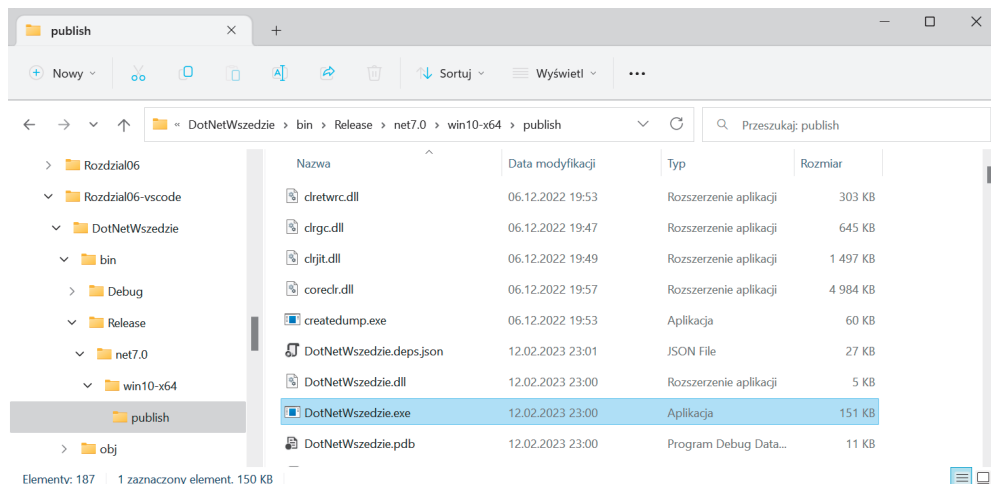 publish
Nowy
Sortuj
Wyświetl
« DotNetWszedzie > bin > Release > net7.0 > win10-x64 > publish
Przeszukaj: publish
Rozdzial06
Rozdzial06-vscode
DotNetWszedzie
bin
Debug
Release
net7.0
win10-x64
publish
obj
Nazwa Data modyfikacji Typ Rozmiar
clretwrc.dll 06.12.2022 19:53 Rozszerzenie aplikacji 303 KB
clrgc.dll 06.12.2022 19:47 Rozszerzenie aplikacji 645 KB
clrjit.dll 06.12.2022 19:49 Rozszerzenie aplikacji 1 497 KB
coreclr.dll 06.12.2022 19:57 Rozszerzenie aplikacji 4 984 KB
createdump.exe 06.12.2022 19:53 Aplikacja 60 KB
DotNetWszedzie.deps.json 12.02.2023 23:01 JSON File 27 KB
DotNetWszedzie.dll 12.02.2023 23:00 Rozszerzenie aplikacji 5 KB
DotNetWszedzie.exe 12.02.2023 23:00 Aplikacja 151 KB
DotNetWszedzie.pdb 12.02.2023 23:00 Program Debug Data... 11 KB
Elementy: 187 1 zaznaczony element. 150 KB